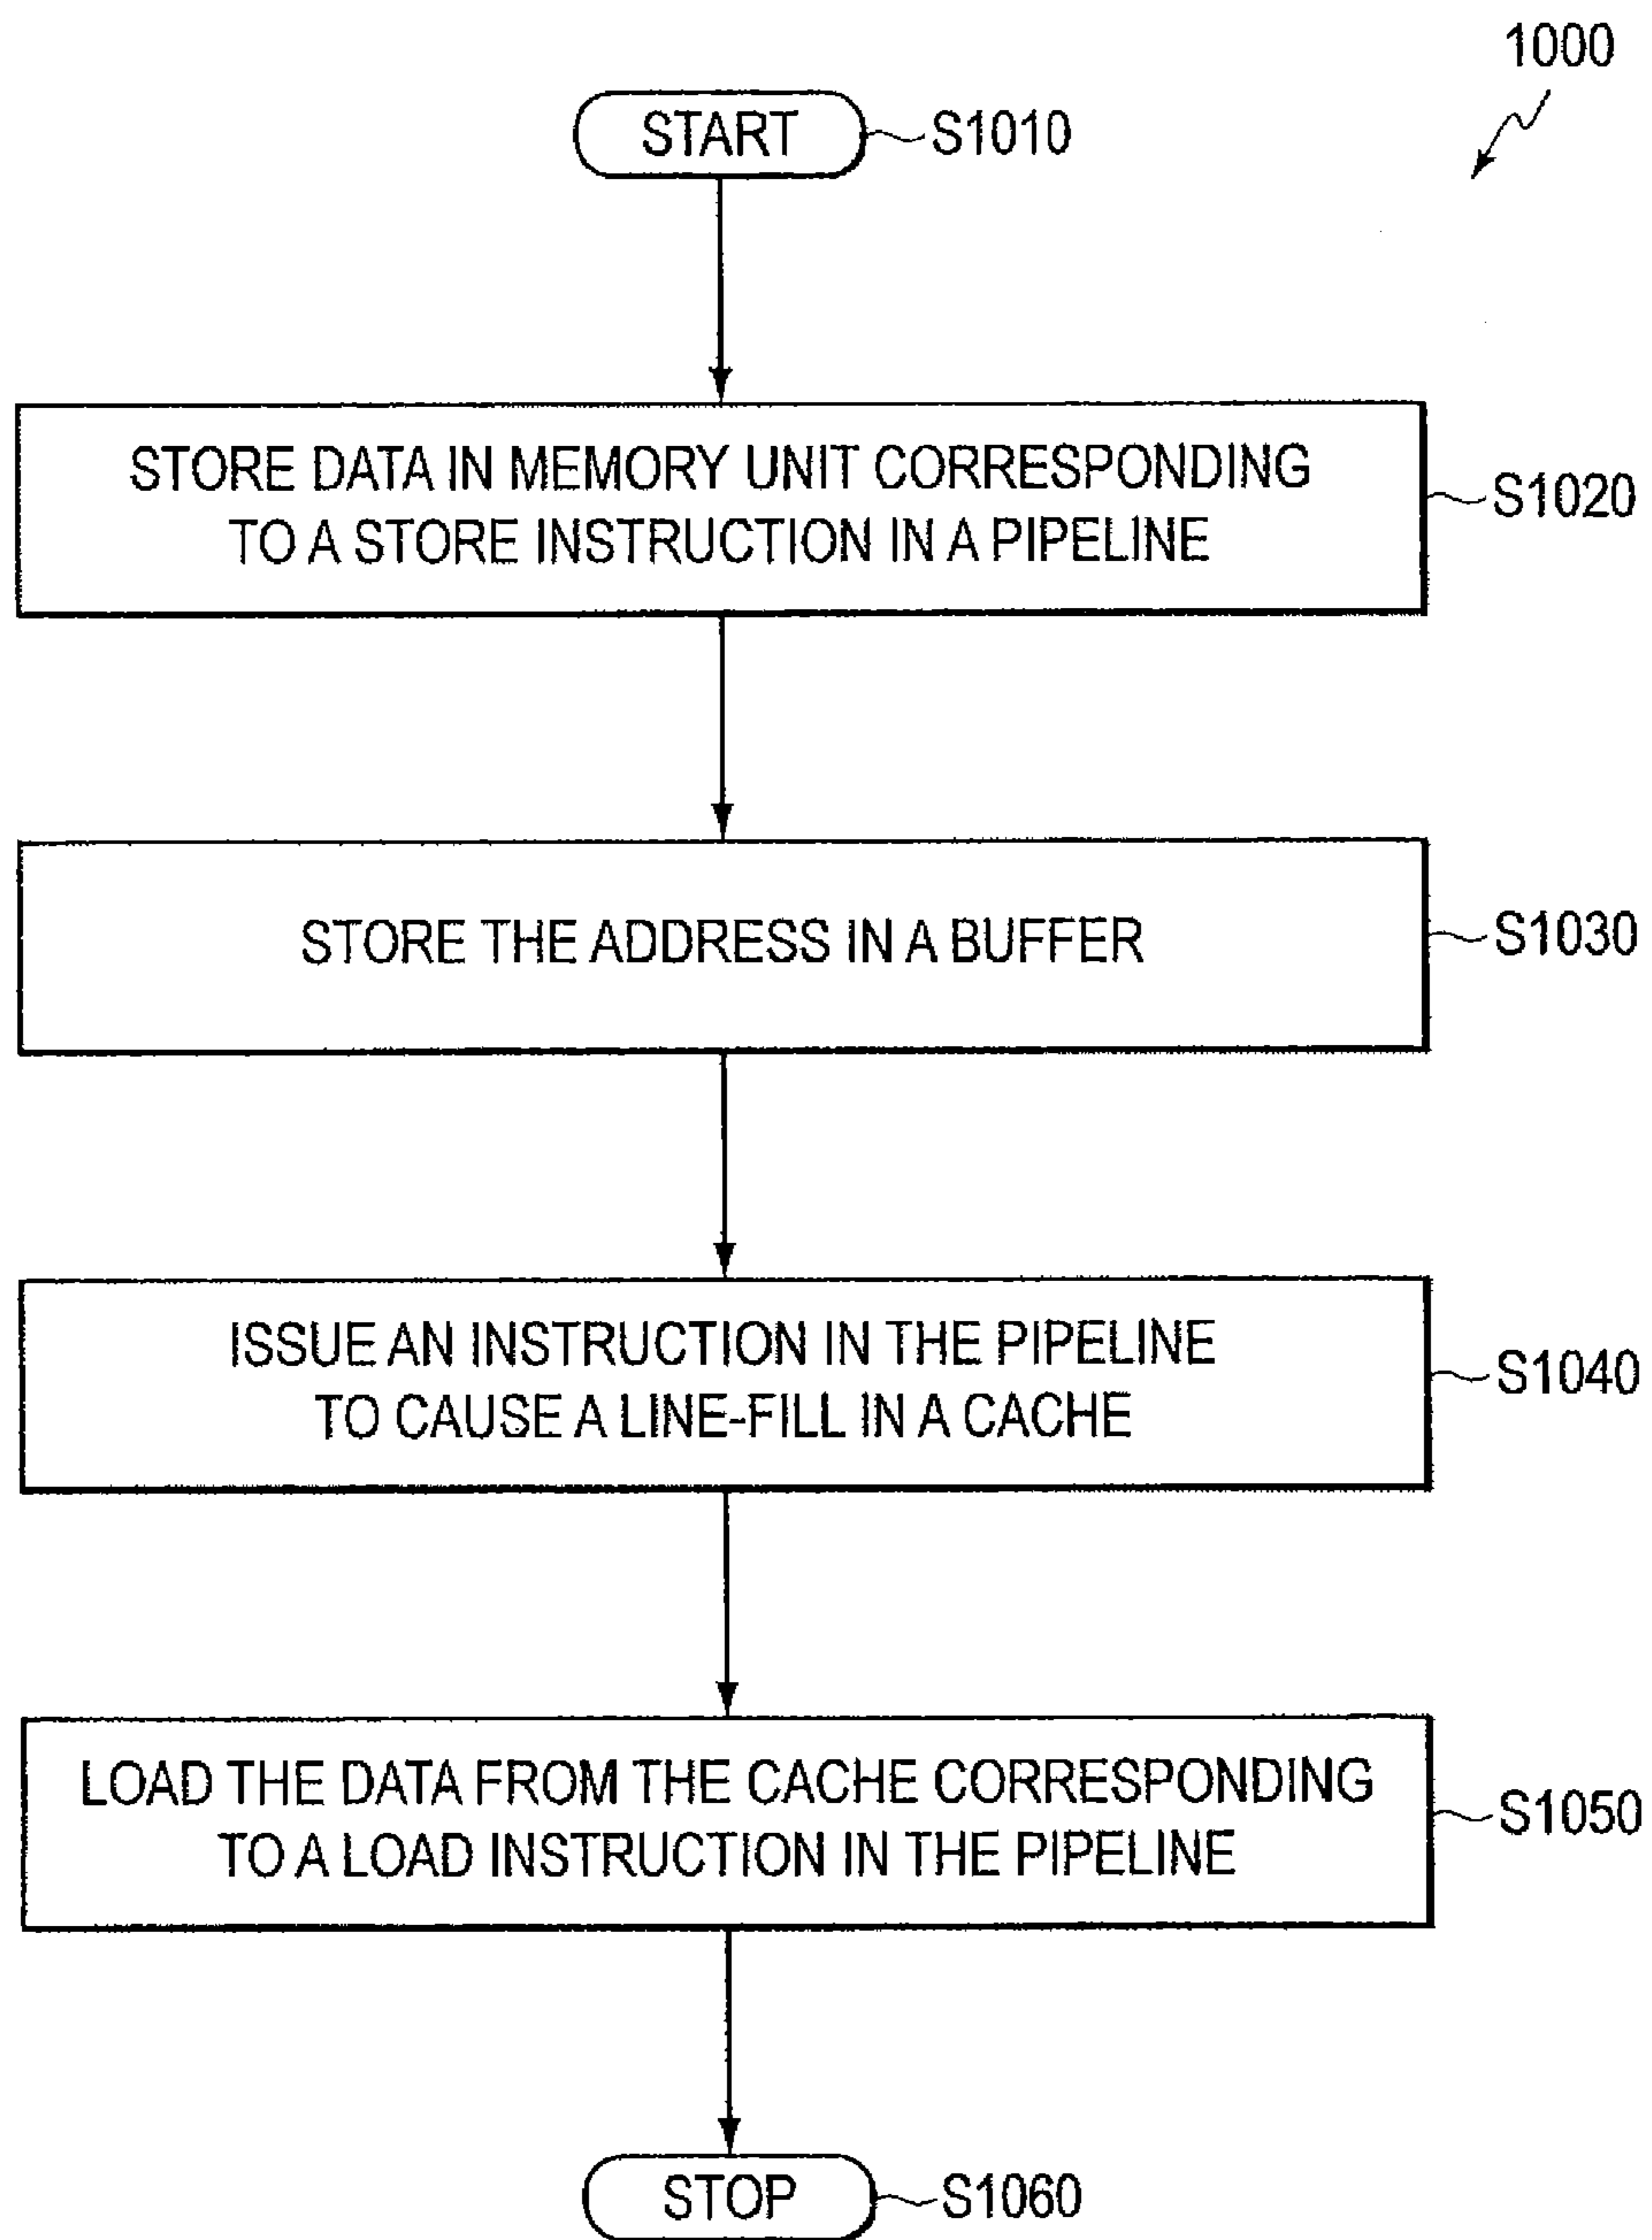 1000
START
S1010
STORE DATA IN MEMORY UNIT CORRESPONDING
TO A STORE INSTRUCTION IN A PIPELINE
S1020
STORE THE ADDRESS IN A BUFFER
S1030
ISSUE AN INSTRUCTION IN THE PIPELINE
TO CAUSE A LINE-FILL IN A CACHE
S1040
LOAD THE DATA FROM THE CACHE CORRESPONDING
TO A LOAD INSTRUCTION IN THE PIPELINE
S1050
STOP
S1060